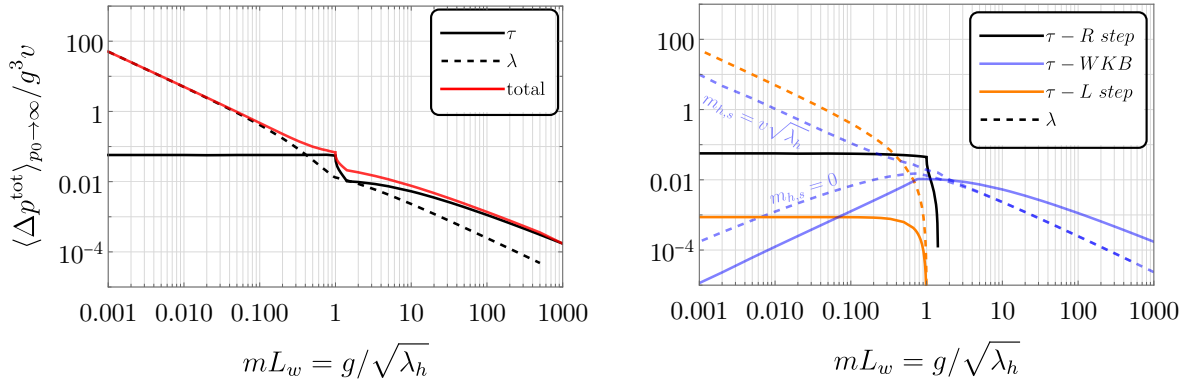 ⟨Δp^tot⟩_{p_0→∞}/g^3 v
100
1
0.01
10^{-4}
τ
λ
total
0.001 0.010 0.100 1 10 100 1000
mL_w = g/√λ_h
100
1
0.01
10^{-4}
τ − R step
τ − WKB
τ − L step
λ
m_{h,s} = v√λ_h
m_{h,s} = 0
0.001 0.010 0.100 1 10 100 1000
mL_w = g/√λ_h